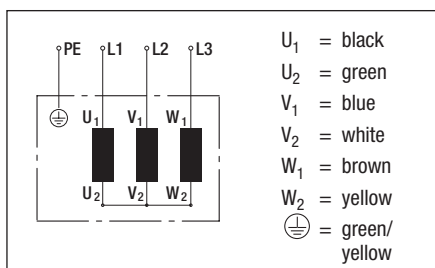 PE L1 L2 L3
U₁ V₁ W₁
U₂ V₂ W₂
U₁ = black
U₂ = green
V₁ = blue
V₂ = white
W₁ = brown
W₂ = yellow
⏚ = green/
yellow